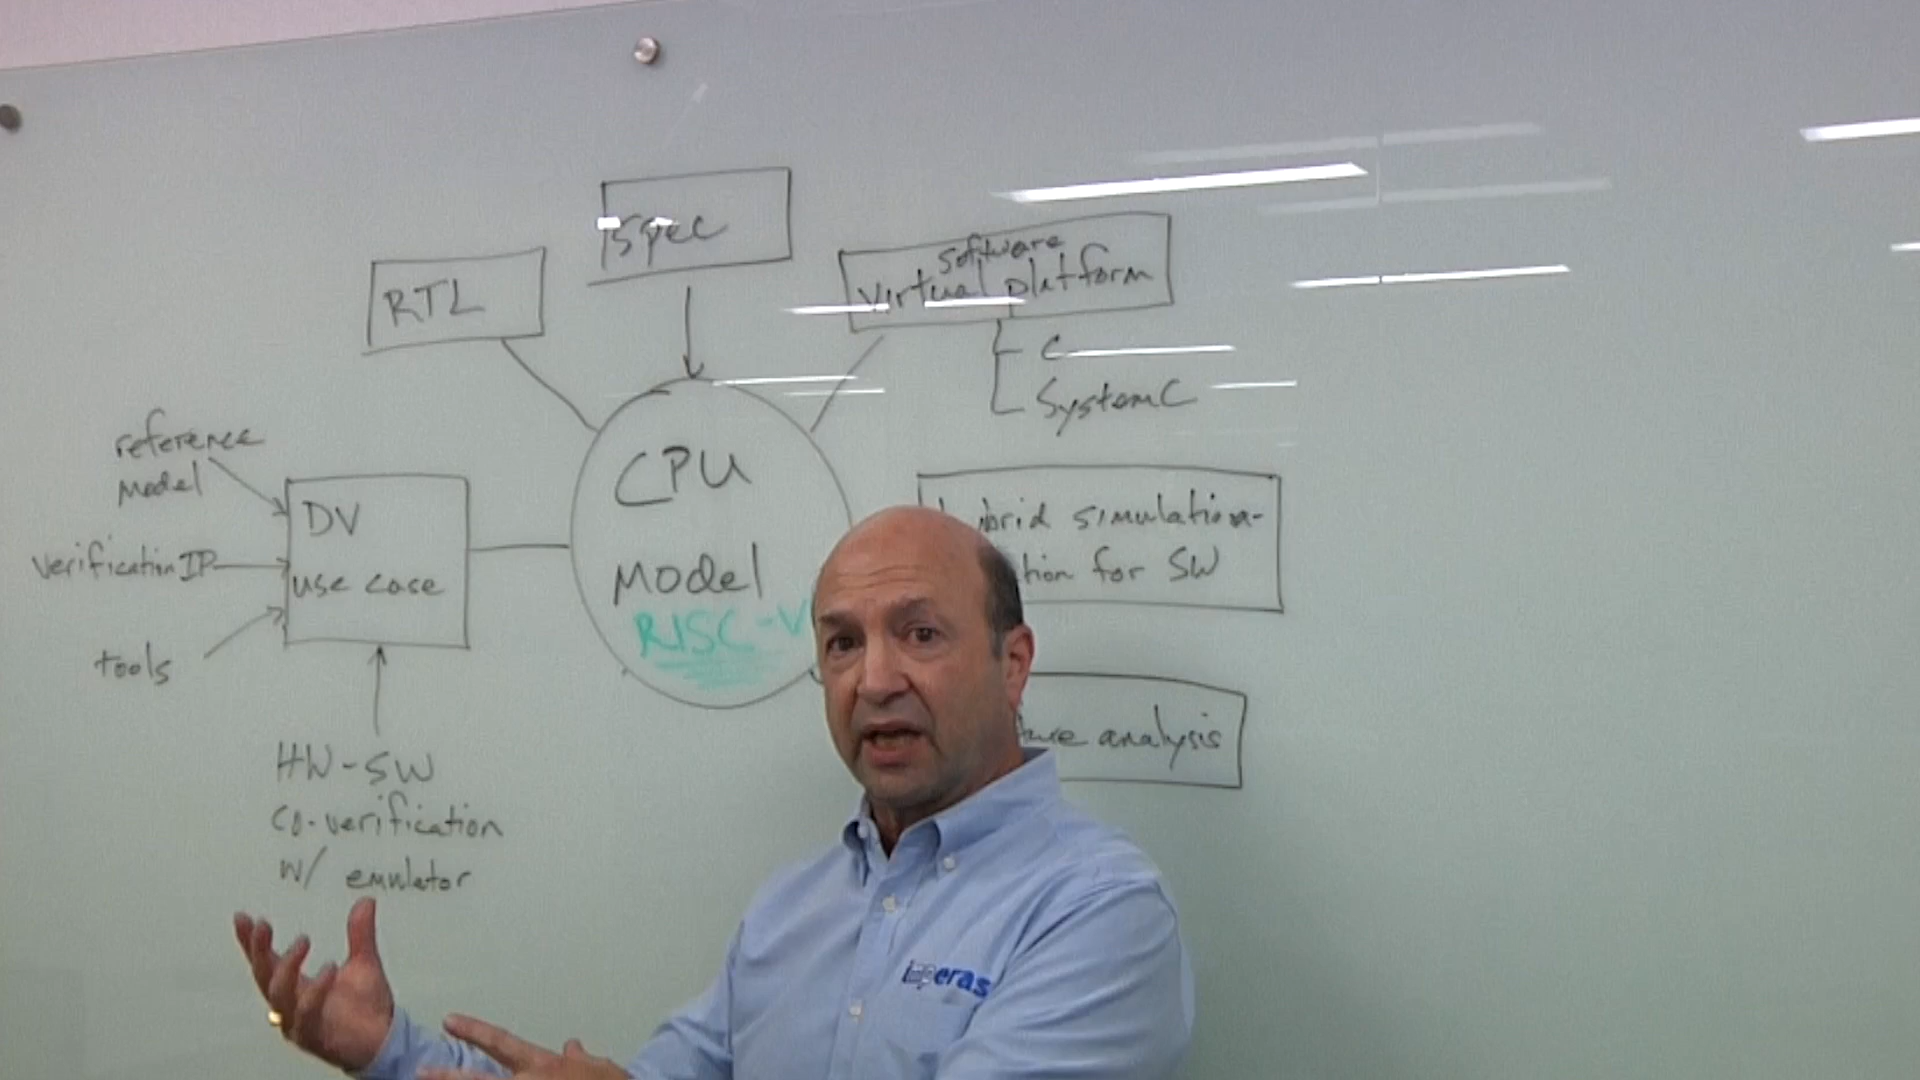 Spec
RTL
software
virtual platform
C
SystemC
reference
model
DV
use case
verification IP
tools
HW-SW
co-verification
w/ emulator
CPU
MODEL
RISC-V
simulation-
for SW
analysis
imperas